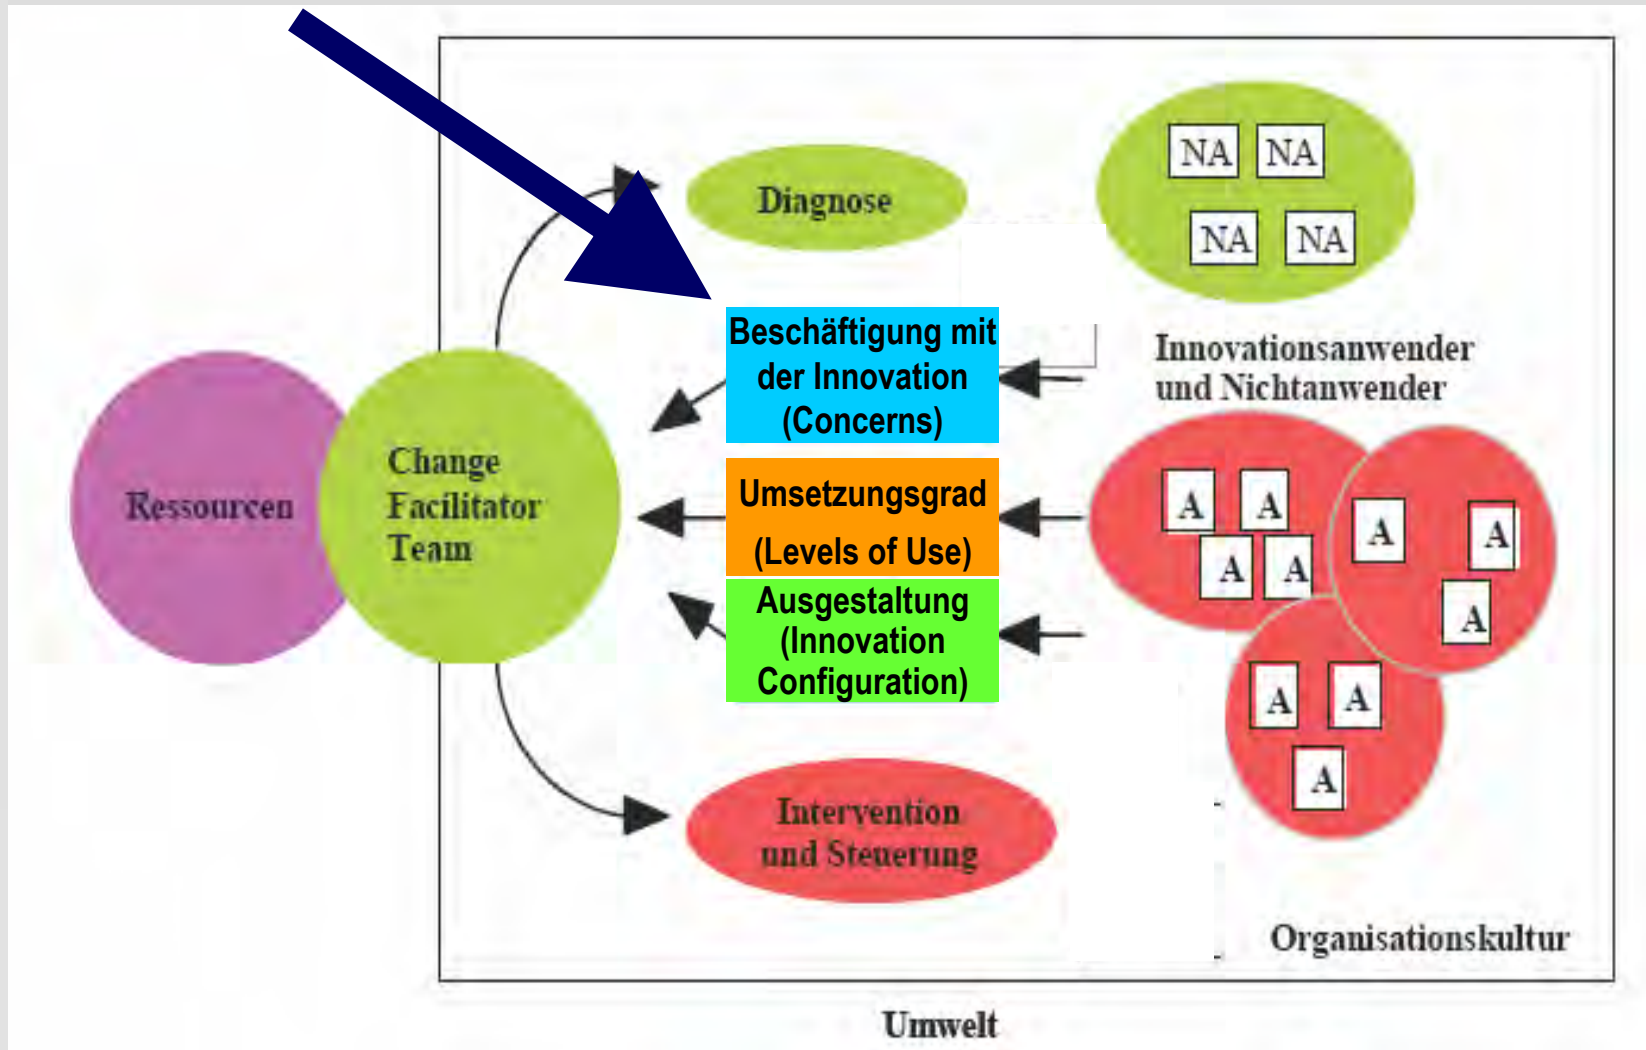 Diagnose
NA NA
NA NA
Beschäftigung mit
der Innovation
(Concerns)
Innovationsanwender
und Nichtanwender
Ressourcen
Change
Facilitator
Team
Umsetzungsgrad
(Levels of Use)
Ausgestaltung
(Innovation
Configuration)
A A
A A
A A
A
A A
A
Intervention
und Steuerung
Organisationskultur
Umwelt